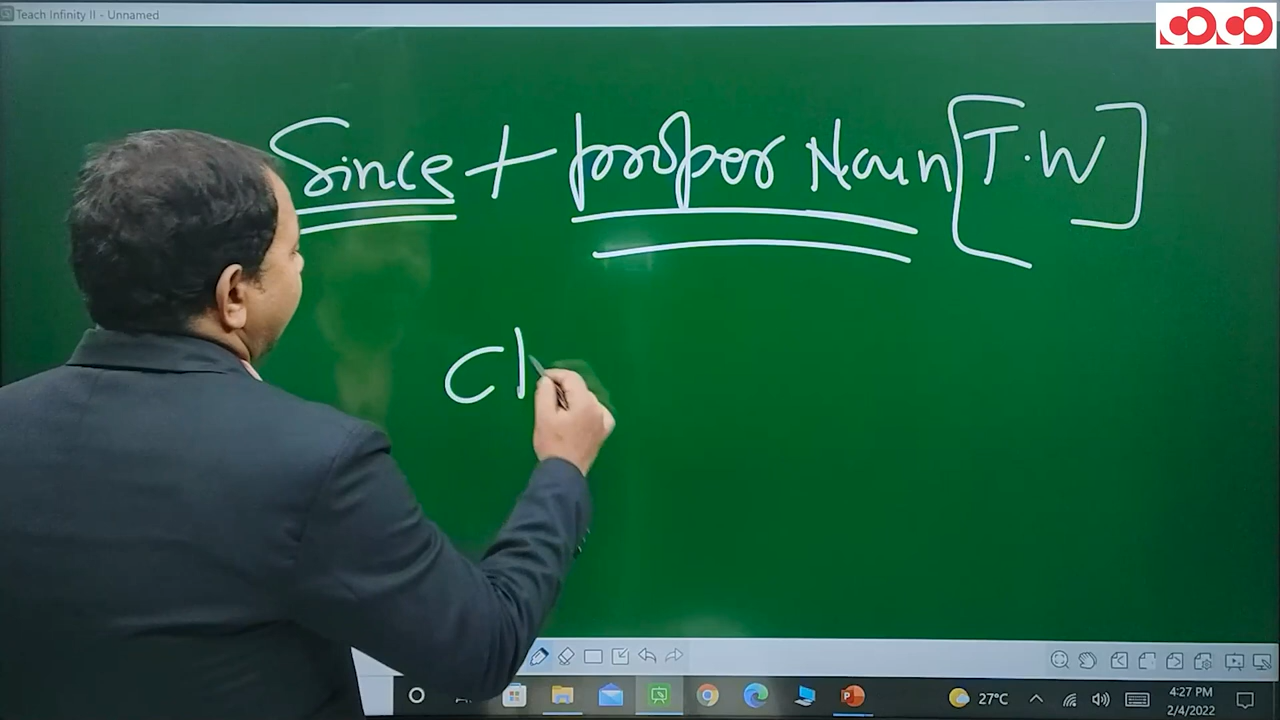 Teach Infinity II - Unnamed
Since + proper Noun [T.W]
Cl
27°C
4:27 PM
2/4/2022